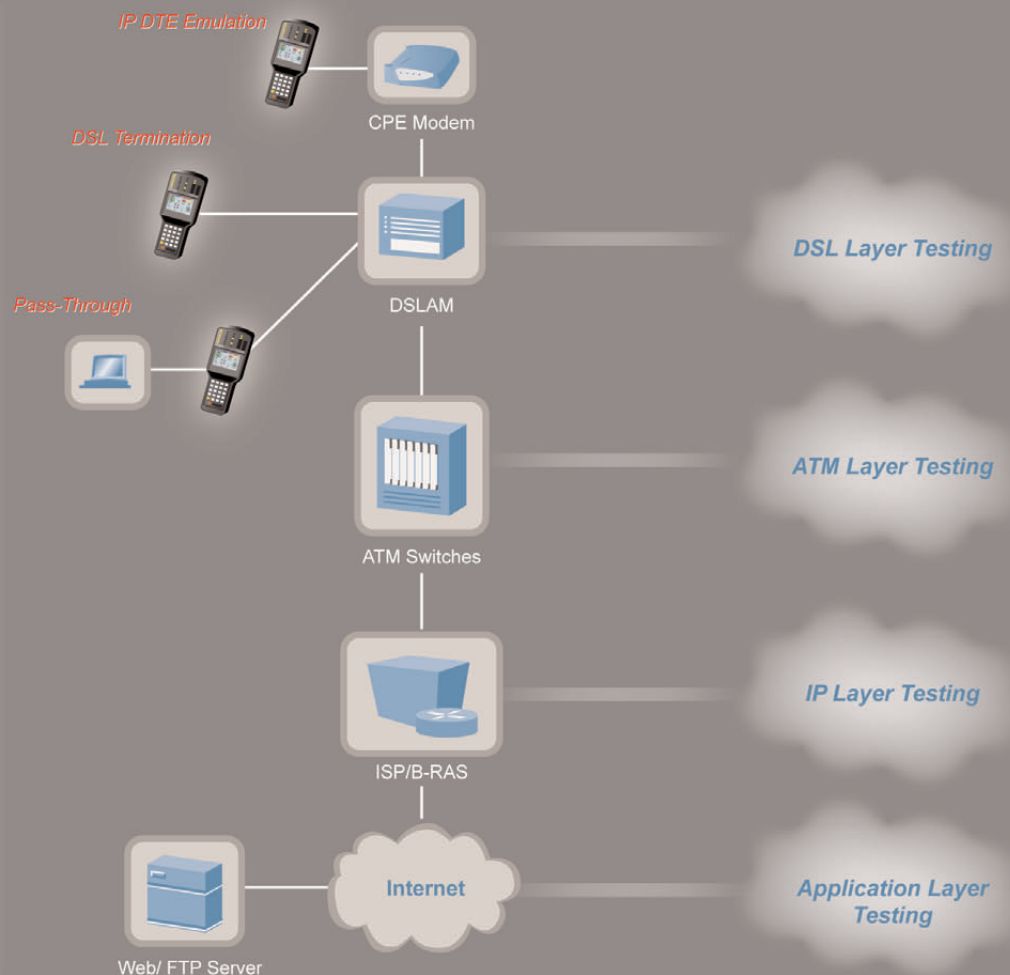 IP DTE Emulation
CPE Modem
DSL Termination
DSL Layer Testing
Pass-Through
DSLAM
ATM Layer Testing
ATM Switches
IP Layer Testing
ISP/B-RAS
Internet
Application Layer
Testing
Web/ FTP Server